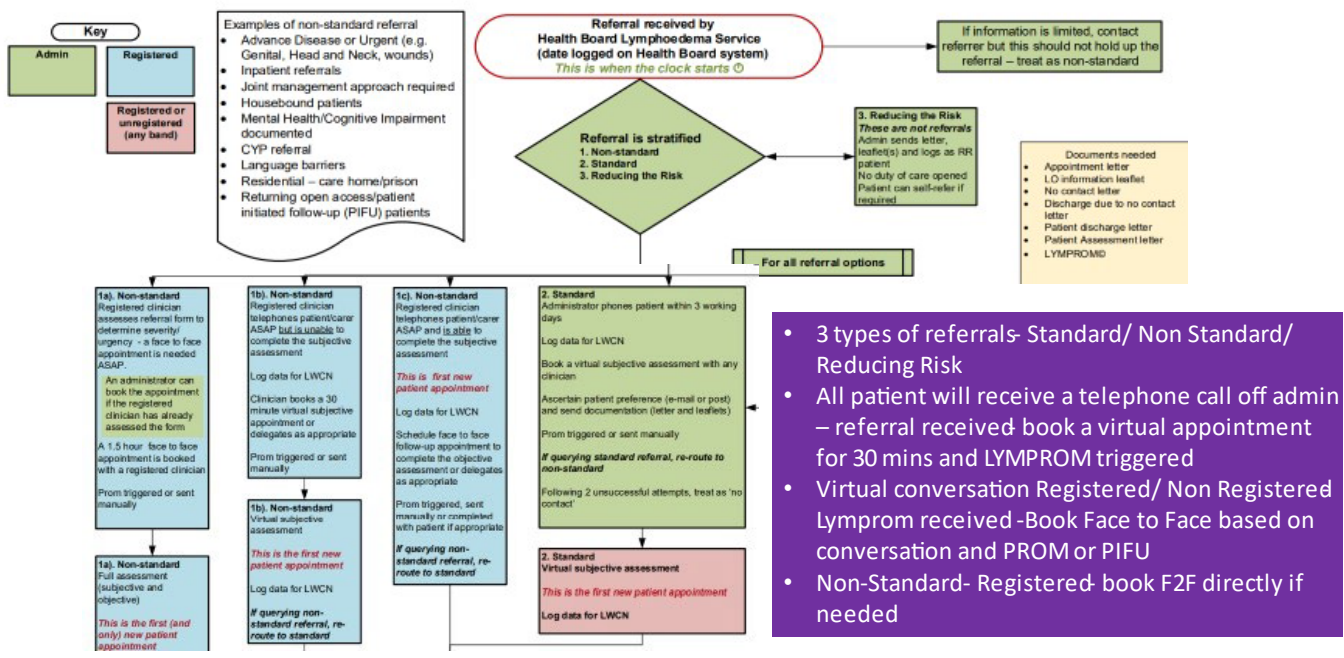 Key
Admin
Registered
Registered or
unregistered
(any band)
Examples of non-standard referral
• Advance Disease or Urgent (e.g.
Genital, Head and Neck, wounds)
• Inpatient referrals
• Joint management approach required
• Housebound patients
• Mental Health/Cognitive Impairment
documented
• CYP referral
• Language barriers
• Residential – care home/prison
• Returning open access/patient
initiated follow-up (PIFU) patients
Referral received by
Health Board Lymphoedema Service
(date logged on Health Board system)
This is when the clock starts
If information is limited, contact
referrer but this should not hold up the
referral – treat as non-standard
Referral is stratified
1. Non-standard
2. Standard
3. Reducing the Risk
3. Reducing the Risk
These are not referrals
Admin sends letter,
leaflet(s) and logs as RR
patient
No duty of care opened
Patient can self-refer if
required
Documents needed
• Appointment letter
• LO information leaflet
• No contact letter
• Discharge due to no contact
letter
• Patient discharge letter
• Patient Assessment letter
• LYMPROM©
For all referral options
1a). Non-standard
Registered clinician
assesses referral form to
determine severity/
urgency - a face to face
appointment is needed
ASAP.
An administrator can
book the appointment
if the registered
clinician has already
assessed the form
A 1.5 hour face to face
appointment is booked
with a registered clinician
Prom triggered or sent
manually
1a). Non-standard
Full assessment
(subjective and
objective)
This is the first (and
only) new patient
appointment
1b). Non-standard
Registered clinician
telephones patient/carer
ASAP but is unable to
complete the subjective
assessment
Log data for LWCN
Clinician books a 30
minute virtual subjective
appointment or
delegates as appropriate
Prom triggered or sent
manually
1b). Non-standard
Virtual subjective
assessment
This is the first new
patient appointment
Log data for LWCN
If querying non-
standard referral, re-
route to standard
1c). Non-standard
Registered clinician
telephones patient/carer
ASAP and is able to
complete the subjective
assessment
This is first new
patient appointment
Log data for LWCN
Schedule face to face
follow-up appointment to
complete the objective
assessment or delegates
as appropriate
Prom triggered, sent
manually or completed
with patient if appropriate
If querying non-
standard referral, re-
route to standard
2. Standard
Administrator phones patient within 3 working
days
Log data for LWCN
Book a virtual subjective assessment with any
clinician
Ascertain patient preference (e-mail or post)
and send documentation (letter and leaflets)
Prom triggered or sent manually
If querying standard referral, re-route to
non-standard
Following 2 unsuccessful attempts, treat as 'no
contact'
2. Standard
Virtual subjective assessment
This is the first new patient appointment
Log data for LWCN
• 3 types of referrals- Standard/ Non Standard/
Reducing Risk
• All patient will receive a telephone call off admin
– referral received- book a virtual appointment
for 30 mins and LYMPROM triggered
• Virtual conversation Registered/ Non Registered-
Lymprom received -Book Face to Face based on
conversation and PROM or PIFU
• Non-Standard- Registered- book F2F directly if
needed